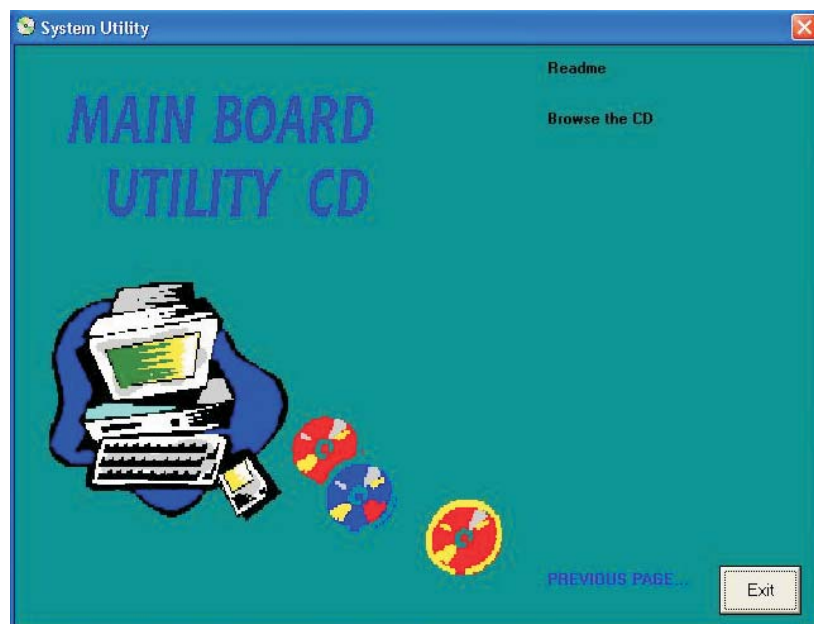 System Utility
MAIN BOARD
UTILITY CD
Readme
Browse the CD
PREVIOUS PAGE...
Exit